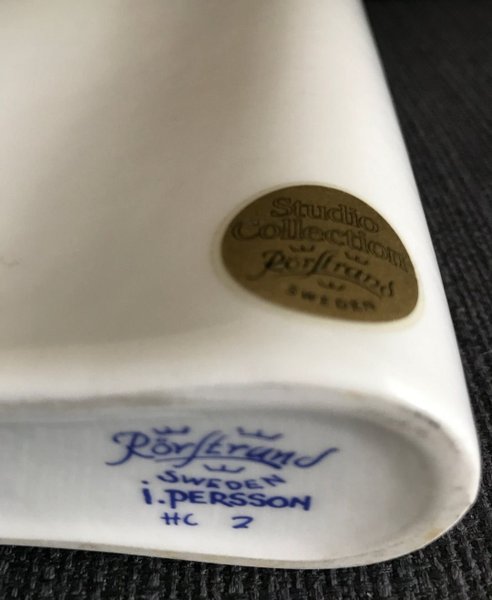 Studio
Collection
Rörstrand
SWEDEN
Rörstrand
SWEDEN
i.PERSSON
HC 2